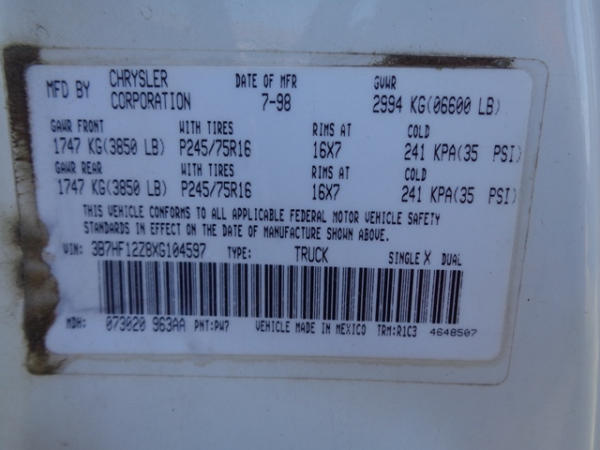 MFD BY CHRYSLER CORPORATION DATE OF MFR 7-98 GVWR 2994 KG(06600 LB)
GAWR FRONT WITH TIRES RIMS AT COLD
1747 KG(3850 LB) P245/75R16 16X7 241 KPA(35 PSI)
GAWR REAR WITH TIRES RIMS AT COLD
1747 KG(3850 LB) P245/75R16 16X7 241 KPA(35 PSI)
THIS VEHICLE CONFORMS TO ALL APPLICABLE FEDERAL MOTOR VEHICLE SAFETY
STANDARDS IN EFFECT ON THE DATE OF MANUFACTURE SHOWN ABOVE.
VIN: 3B7HF12Z8XG104597 TYPE: TRUCK SINGLE X DUAL
MDH: 073020 963AA PNT:PW7 VEHICLE MADE IN MEXICO TRM:R1C3 4648507